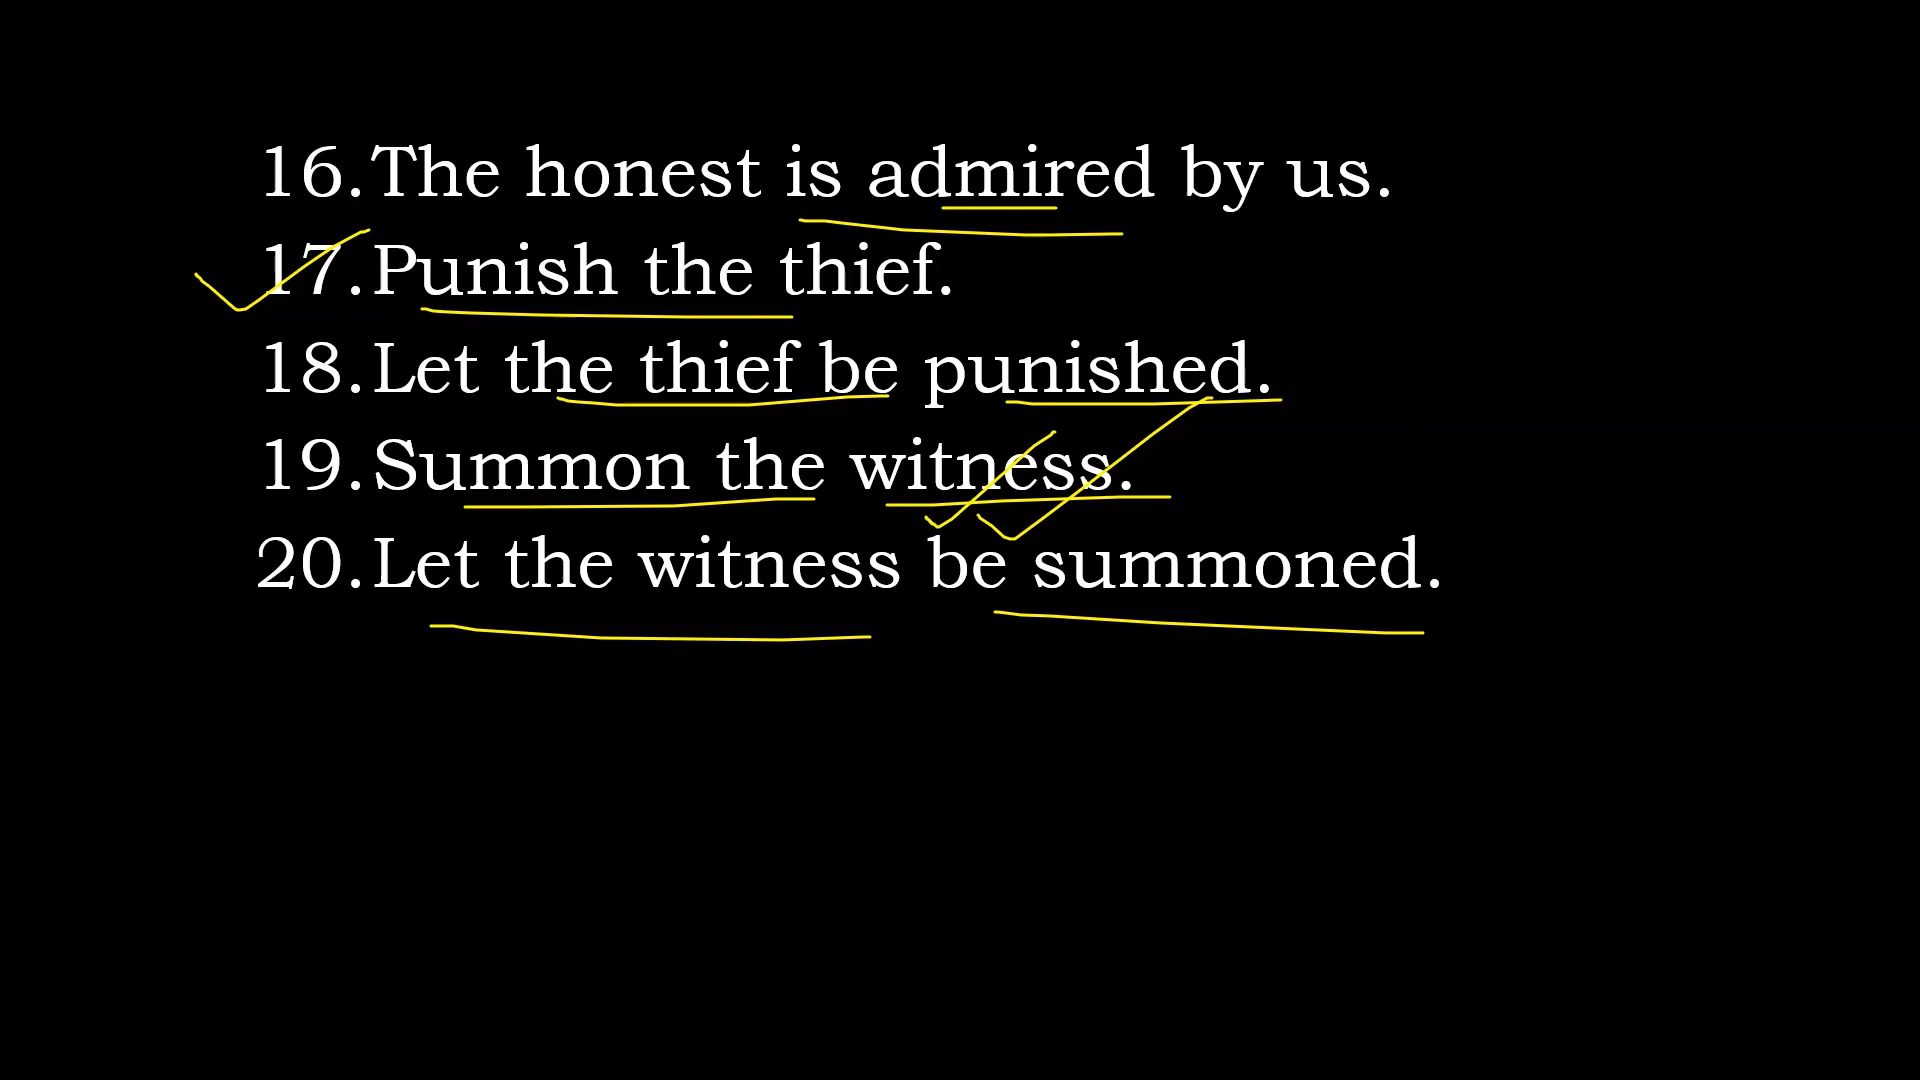 16. The honest is admired by us.
17. Punish the thief.
18. Let the thief be punished.
19. Summon the witness.
20. Let the witness be summoned.